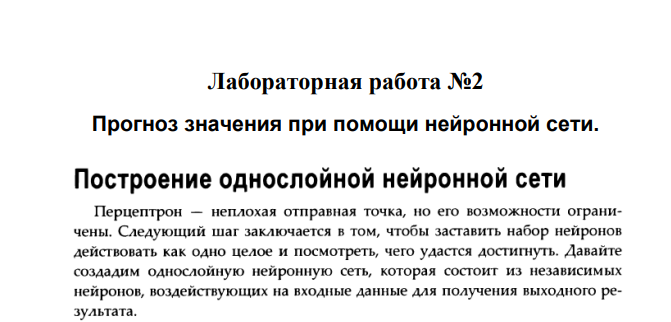 Лабораторная работа №2
Прогноз значения при помощи нейронной сети.
Построение однослойной нейронной сети
Перцептрон — неплохая отправная точка, но его возможности ограни-
чены. Следующий шаг заключается в том, чтобы заставить набор нейронов
действовать как одно целое и посмотреть, чего удастся достигнуть. Давайте
создадим однослойную нейронную сеть, которая состоит из независимых
нейронов, воздействующих на входные данные для получения выходного ре-
зультата.